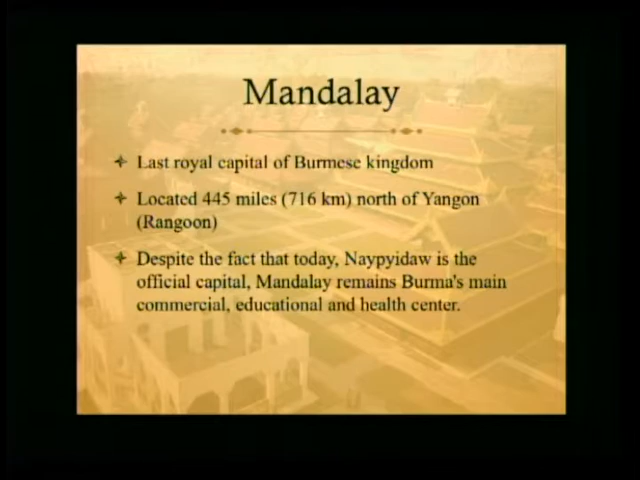 Mandalay
Last royal capital of Burmese kingdom
Located 445 miles (716 km) north of Yangon
(Rangoon)
Despite the fact that today, Naypyidaw is the
official capital, Mandalay remains Burma's main
commercial, educational and health center.